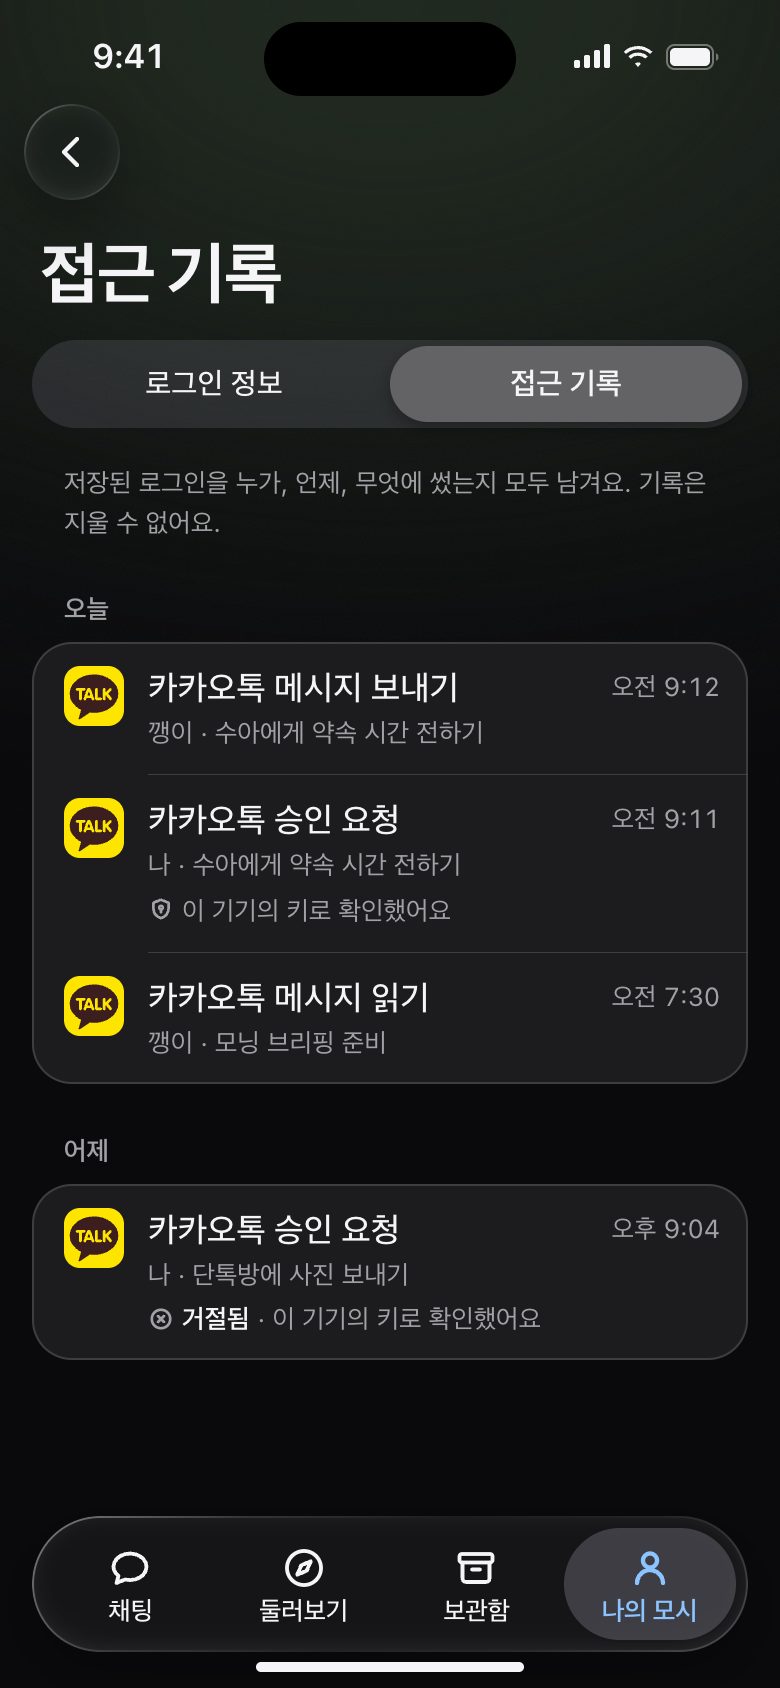 9:41
접근 기록
로그인 정보
접근 기록
저장된 로그인을 누가, 언제, 무엇에 썼는지 모두 남겨요. 기록은
지울 수 없어요.
오늘
TALK
카카오톡 메시지 보내기
오전 9:12
깽이 · 수아에게 약속 시간 전하기
TALK
카카오톡 승인 요청
오전 9:11
나 · 수아에게 약속 시간 전하기
이 기기의 키로 확인했어요
TALK
카카오톡 메시지 읽기
오전 7:30
깽이 · 모닝 브리핑 준비
어제
TALK
카카오톡 승인 요청
오후 9:04
나 · 단톡방에 사진 보내기
거절됨 · 이 기기의 키로 확인했어요
채팅
둘러보기
보관함
나의 모시